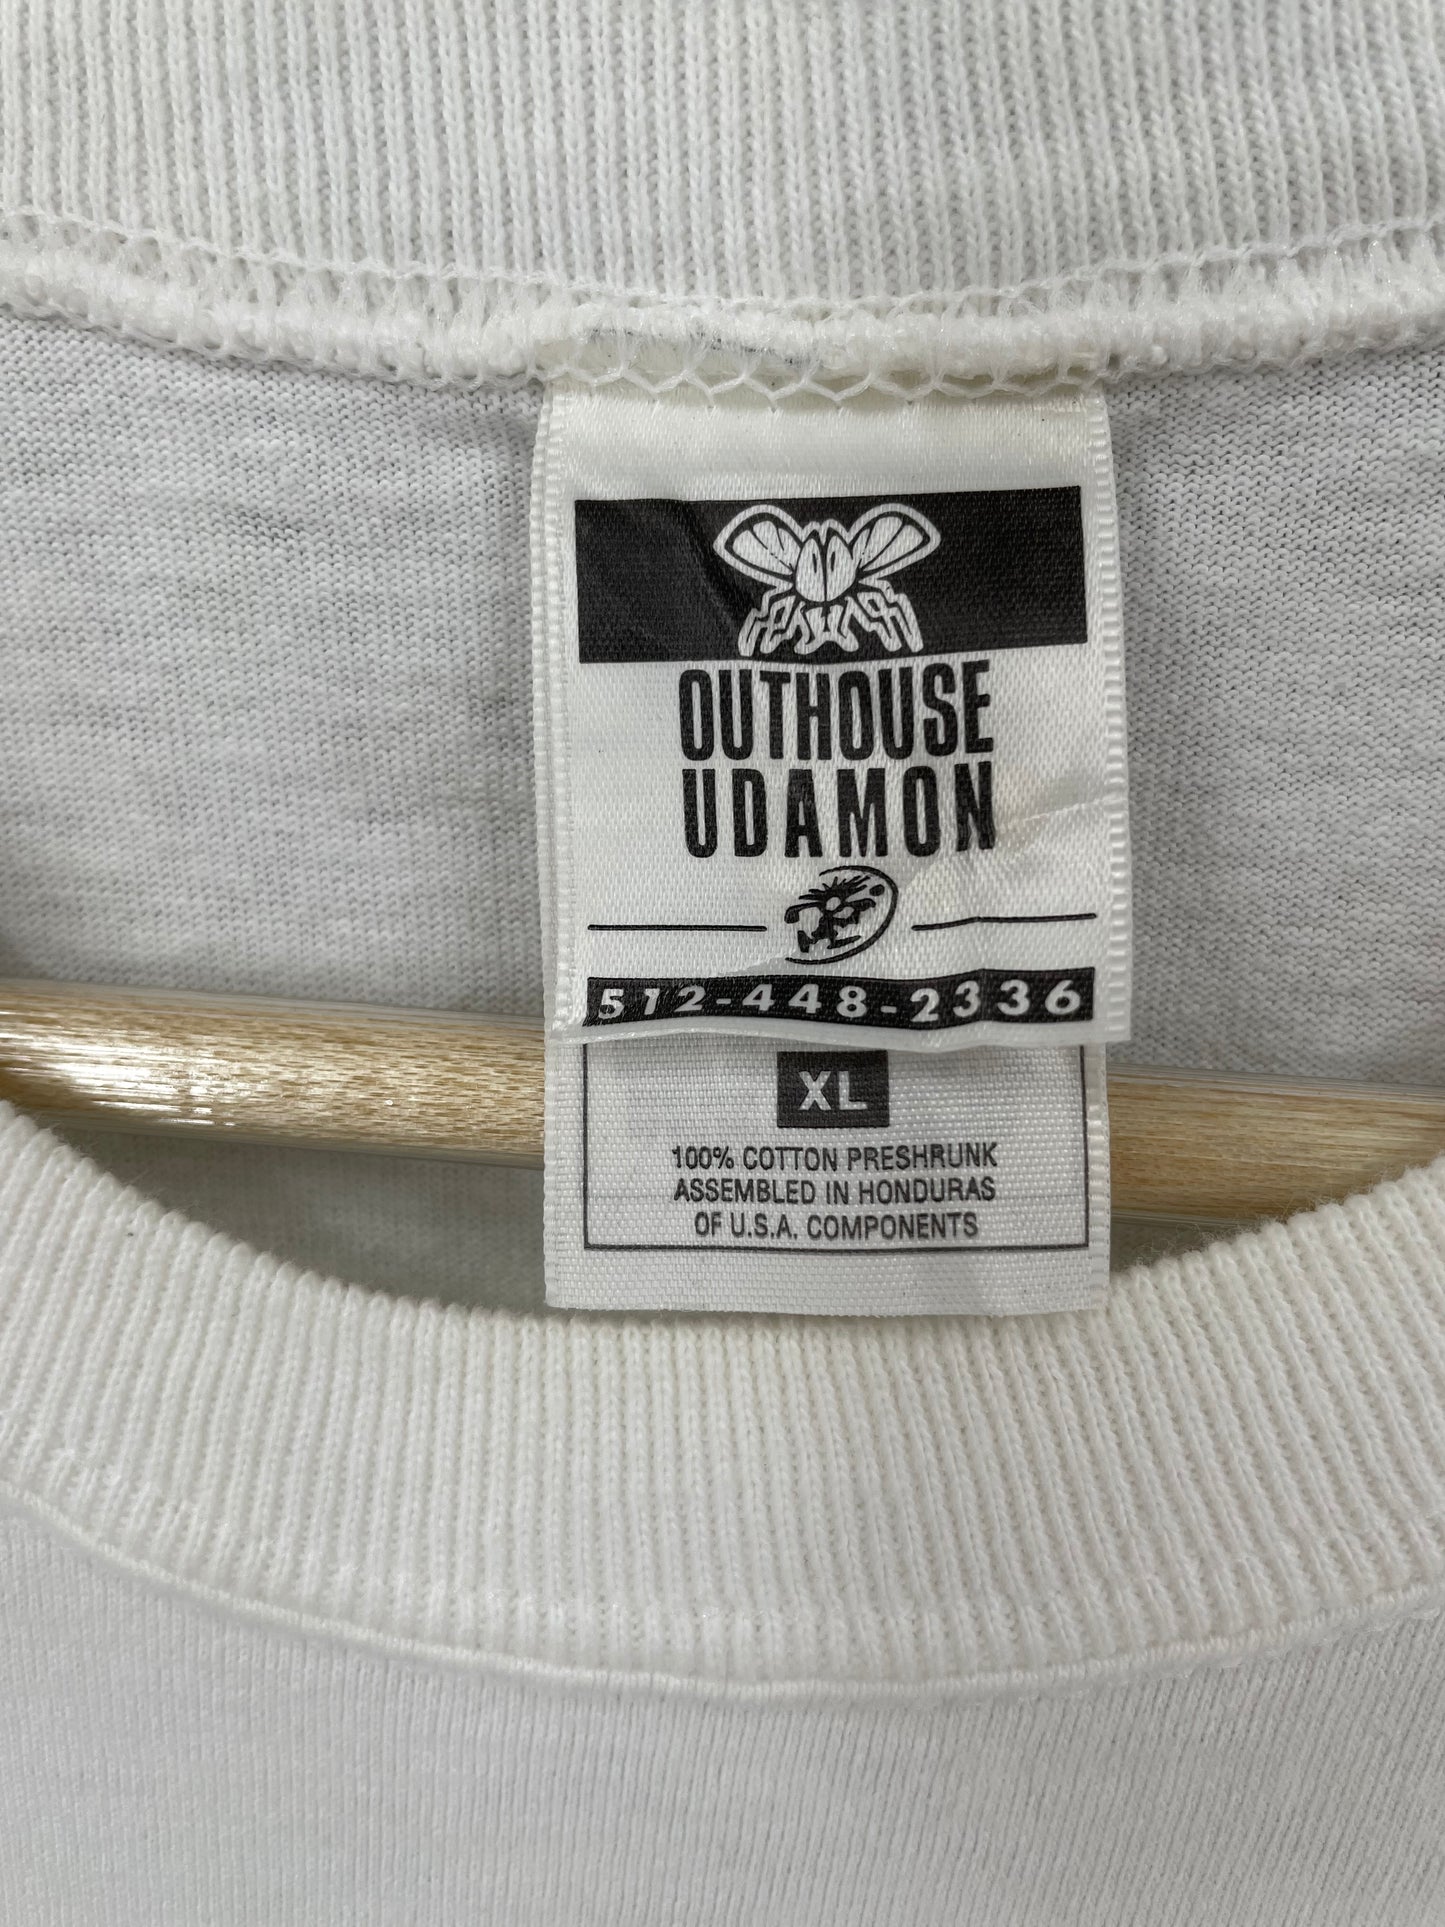 OUTHOUSE
UDAMON
512-448-2336
XL
100% COTTON PRESHRUNK
ASSEMBLED IN HONDURAS
OF U.S.A. COMPONENTS